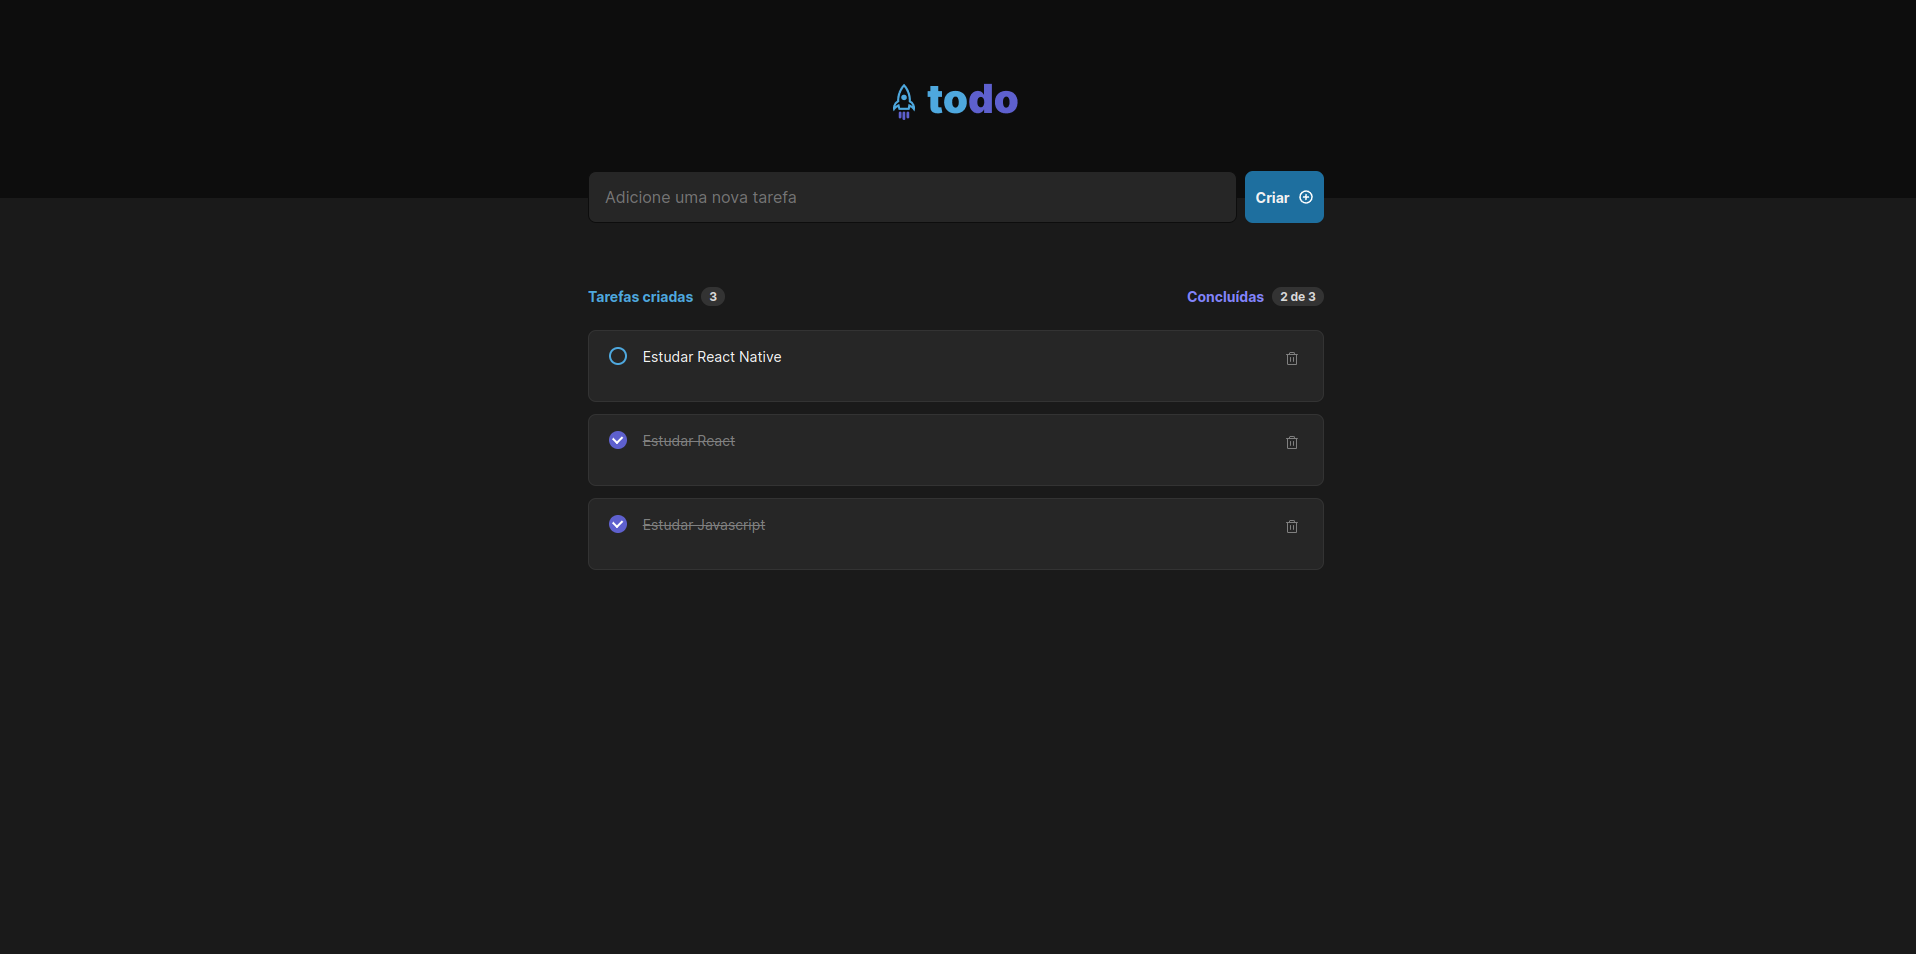 todo
Adicione uma nova tarefa
Criar
Tarefas criadas 3
Concluídas 2 de 3
Estudar React Native
Estudar React
Estudar Javascript